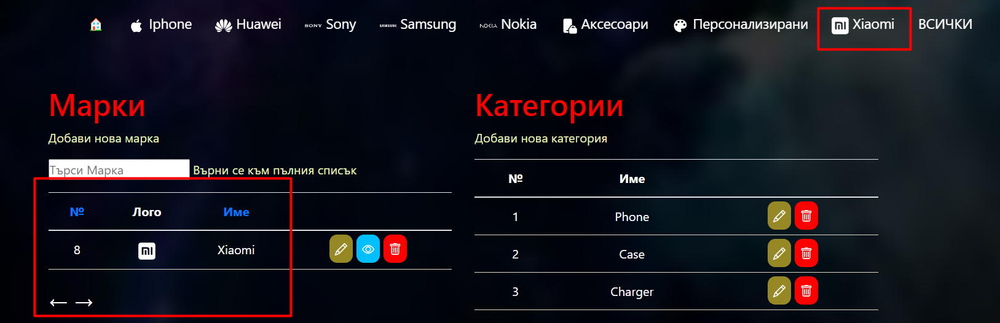 Iphone Huawei SONY Sony SAMSUNG Samsung NOKIA Nokia Аксесоари Персонализирани Xiaomi ВСИЧКИ
Марки
Добави нова марка
Търси Марка Върни се към пълния списък
№ Лого Име
8 Xiaomi
← →
Категории
Добави нова категория
№ Име
1 Phone
2 Case
3 Charger